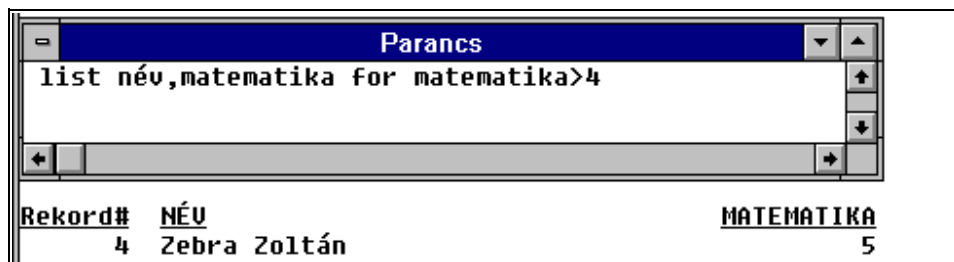 Parancs
list név,matematika for matematika>4
Rekord# NÉV MATEMATIKA
4 Zebra Zoltán 5